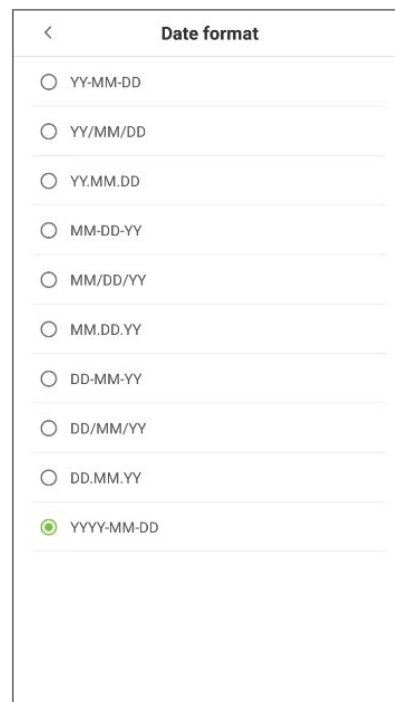 Date format
YY-MM-DD
YY/MM/DD
YY.MM.DD
MM-DD-YY
MM/DD/YY
MM.DD.YY
DD-MM-YY
DD/MM/YY
DD.MM.YY
YYYY-MM-DD